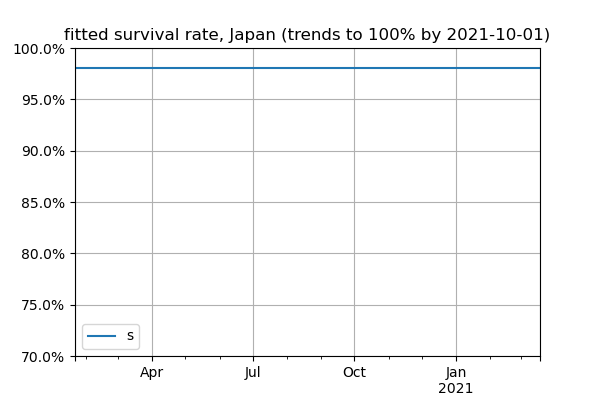 fitted survival rate, Japan (trends to 100% by 2021-10-01)
100.0%
95.0%
90.0%
85.0%
80.0%
75.0%
70.0%
s
Apr
Jul
Oct
Jan
2021